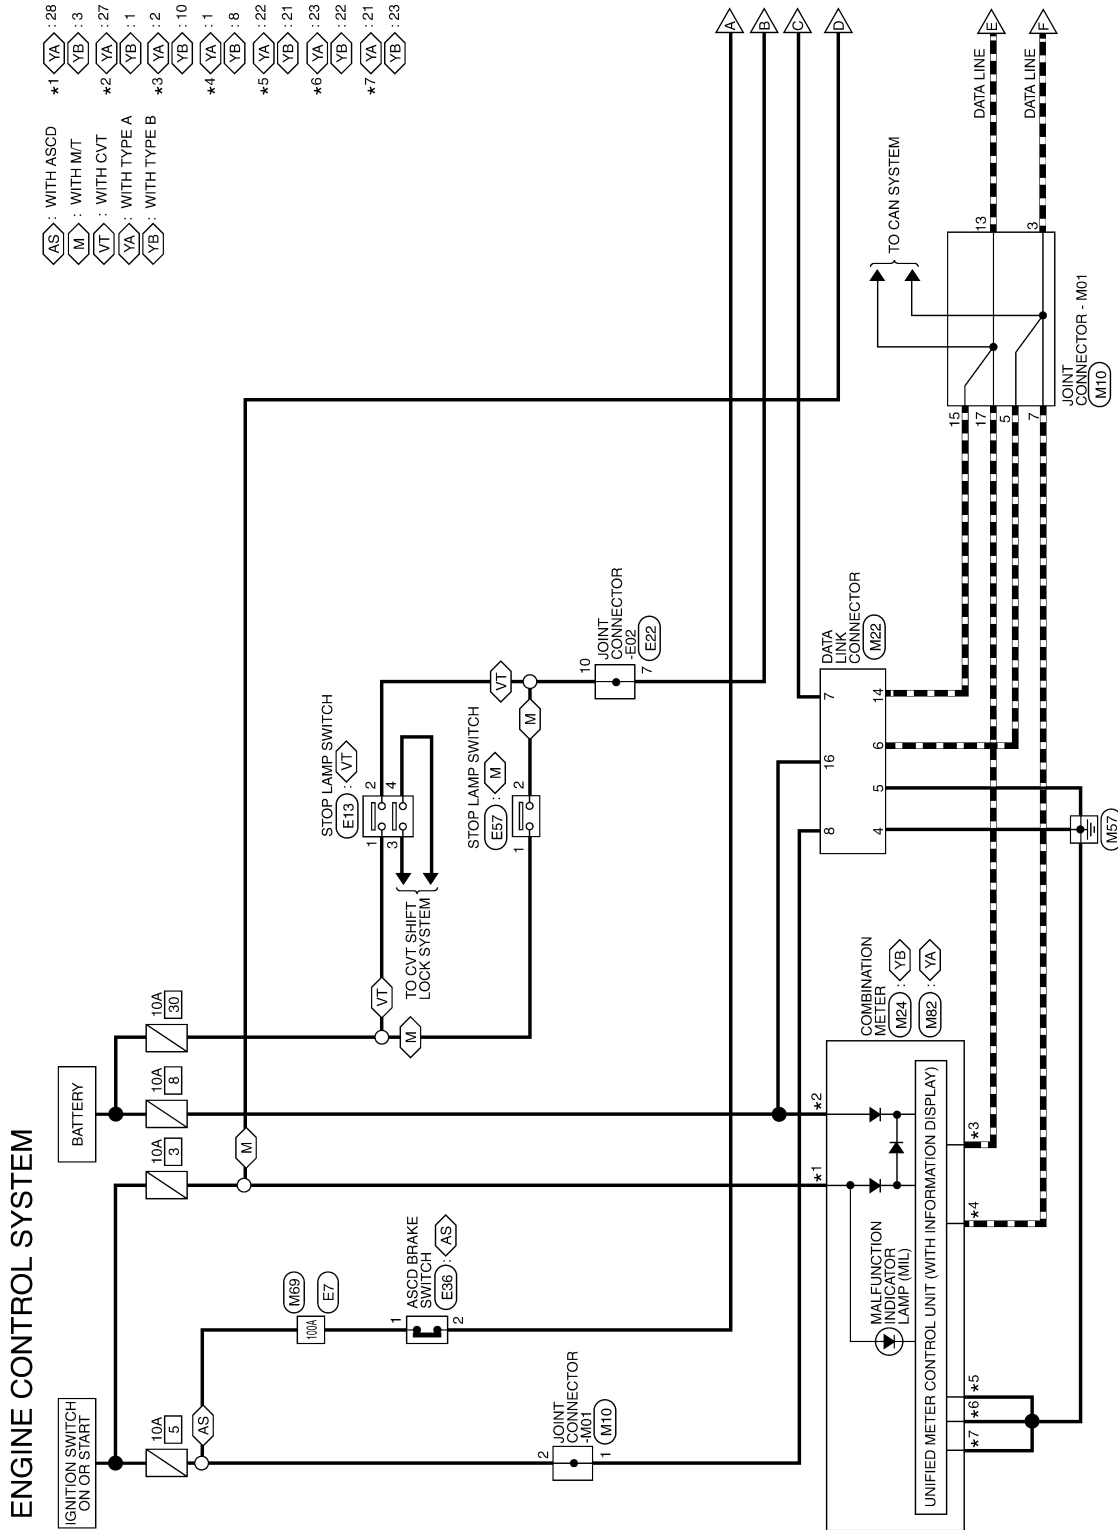 ENGINE CONTROL SYSTEM
IGNITION SWITCH
ON OR START
BATTERY
10A
5
10A
3
10A
8
10A
30
AS
M
VT
M
M69
E7
100A
1
ASCD BRAKE
SWITCH
E36 : AS
2
2
JOINT
CONNECTOR
-M01
M10
1
TO CVT SHIFT
LOCK SYSTEM
STOP LAMP SWITCH
E13 : VT
1
2
3
4
STOP LAMP SWITCH
E57 : M
1
2
VT
M
10
JOINT
CONNECTOR
-E02
E22
7
AS : WITH ASCD
M : WITH M/T
VT : WITH CVT
YA : WITH TYPE A
YB : WITH TYPE B
*1 YA : 28
YB : 3
*2 YA : 27
YB : 1
*3 YA : 2
YB : 10
*4 YA : 1
YB : 8
*5 YA : 22
YB : 21
*6 YA : 23
YB : 22
*7 YA : 21
YB : 23
A
B
C
D
DATA LINE
E
DATA LINE
F
TO CAN SYSTEM
13
3
JOINT
CONNECTOR - M01
M10
15
17
5
7
DATA
LINK
CONNECTOR
M22
8
16
7
4
5
6
14
M57
COMBINATION
METER
M24 : YB
M82 : YA
*1
*2
MALFUNCTION
INDICATOR
LAMP (MIL)
UNIFIED METER CONTROL UNIT (WITH INFORMATION DISPLAY)
*7
*6
*5
*4
*3